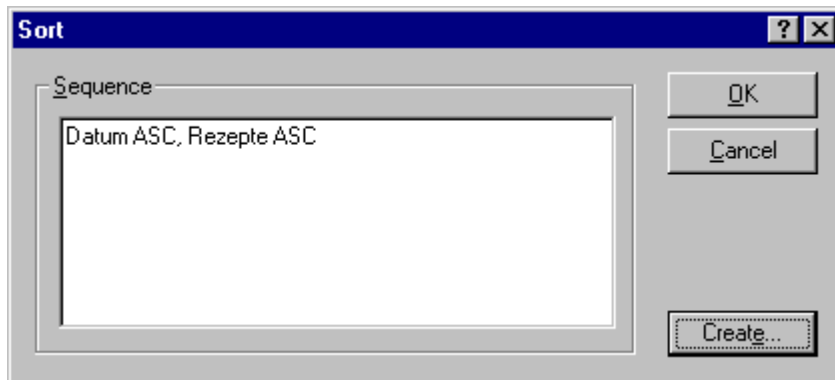 Sort
Sequence
Datum ASC, Rezepte ASC
OK
Cancel
Create...